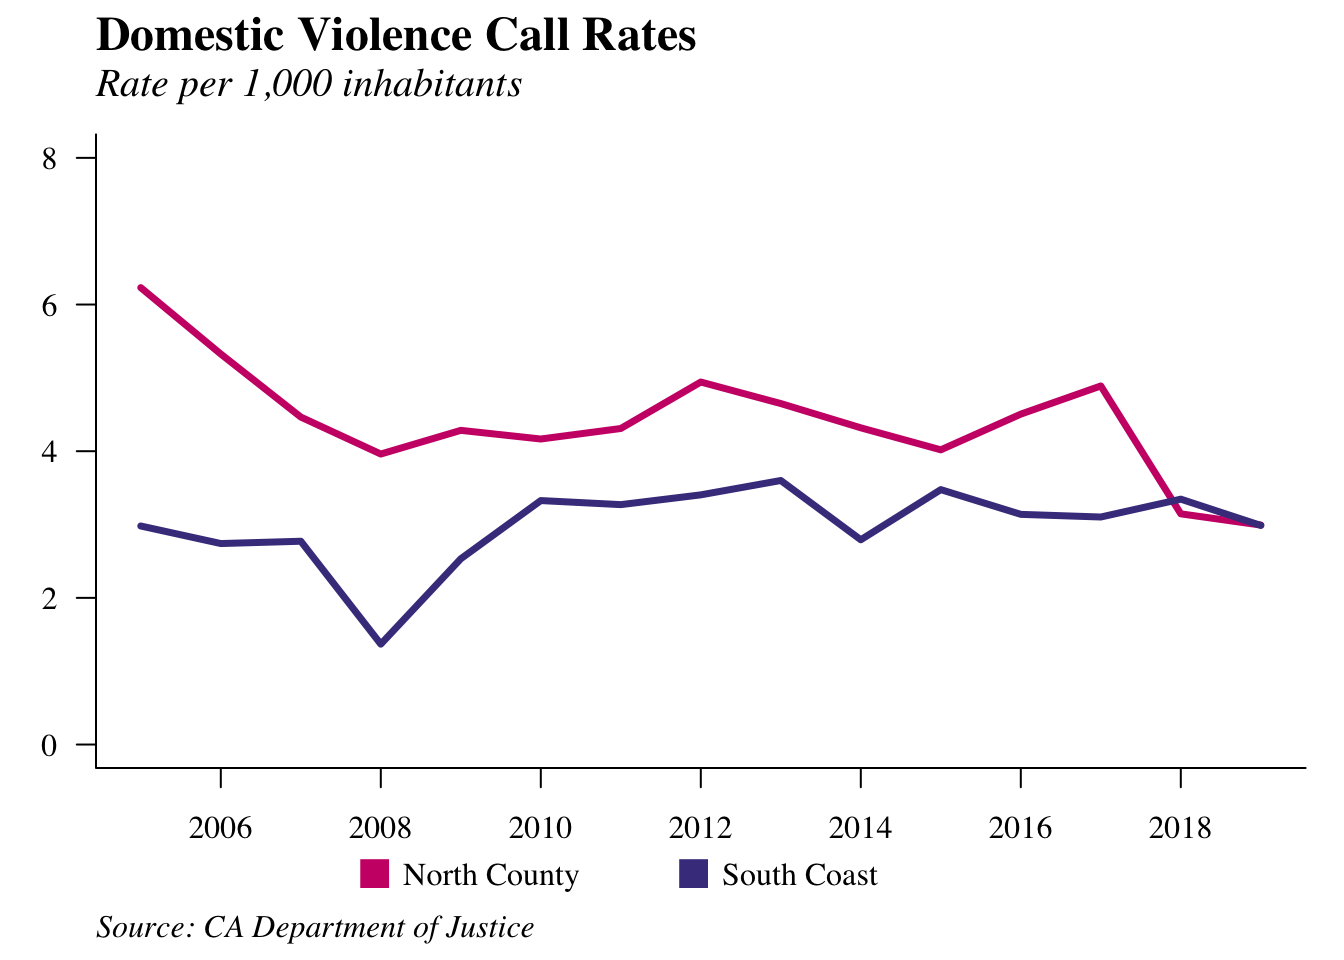 Domestic Violence Call Rates
Rate per 1,000 inhabitants
8
6
4
2
0
2006 2008 2010 2012 2014 2016 2018
North County South Coast
Source: CA Department of Justice